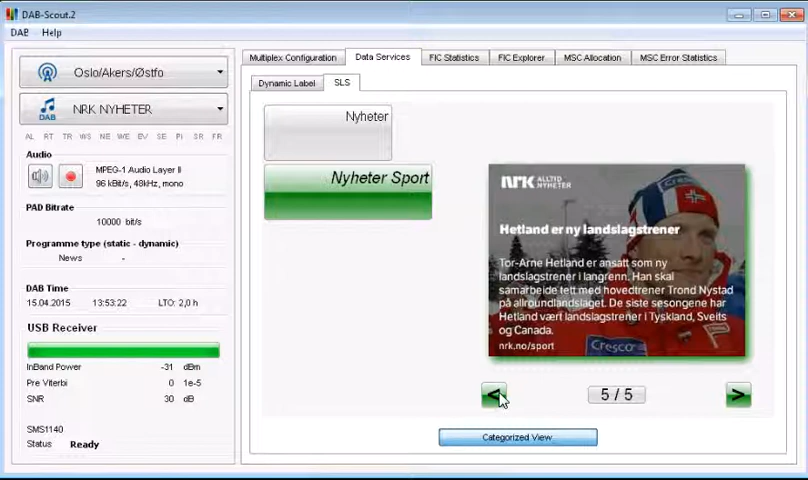 DAB-Scout.2
DAB Help
Oslo/Akers/Østfo
DAB NRK NYHETER
AL RT TR WS NE WE EV SE PI SR FR
Audio
MPEG-1 Audio Layer II
96 kBit/s, 48kHz, mono
PAD Bitrate
10000 bit/s
Programme type (static - dynamic)
News -
DAB Time
15.04.2015 13:53:22 LTO: 2,0 h
USB Receiver
InBand Power -31 dBm
Pre Viterbi 0 1e-5
SNR 30 dB
SMS1140
Status Ready
Multiplex Configuration Data Services FIC Statistics FIC Explorer MSC Allocation MSC Error Statistics
Dynamic Label SLS
Nyheter
Nyheter Sport
NRK ALLTID
NYHETER
Hetland er ny landslagstrener
Tor-Arne Hetland er ansatt som ny
landslagstrener i langrenn. Han skal
samarbeide tett med hovedtrener Trond Nystad
på allroundlandslaget. De siste sesongene har
Hetland vært landslagstrener i Tyskland, Sveits
og Canada.
nrk.no/sport
Cresco
< 5 / 5 >
Categorized View